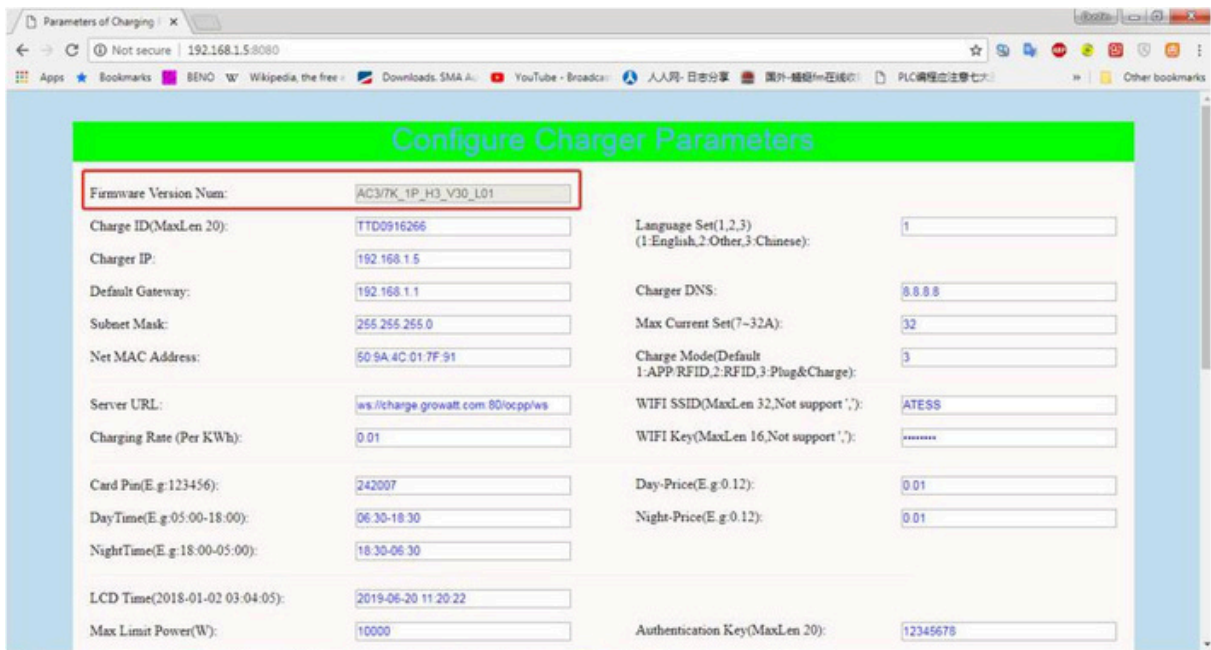 Parameters of Charging
Not secure | 192.168.1.5:8080
Apps Bookmarks BENO W Wikipedia, the free Downloads. SMA YouTube - Broadca 人人网- 日志分享 PLC编程应注意七大 » Other bookmarks
Configure Charger Parameters
Firmware Version Num: AC3/7K_1P_H3_V30_L01
Charge ID(MaxLen 20): TTD0916266 Language Set(1,2,3)
(1:English,2:Other,3:Chinese): 1
Charger IP: 192.168.1.5
Default Gateway: 192.168.1.1 Charger DNS: 8.8.8.8
Subnet Mask: 255.255.255.0 Max Current Set(7~32A): 32
Net MAC Address: 50:9A:4C:01:7F:91 Charge Mode(Default
1:APP/RFID,2:RFID,3:Plug&Charge): 3
Server URL: ws://charge.growatt.com:80/ocpp/ws WIFI SSID(MaxLen 32,Not support ','): ATESS
Charging Rate (Per KWh): 0.01 WIFI Key(MaxLen 16,Not support ','): ••••••••
Card Pin(E.g:123456): 242007 Day-Price(E.g:0.12): 0.01
DayTime(E.g:05:00-18:00): 06:30-18:30 Night-Price(E.g:0.12): 0.01
NightTime(E.g:18:00-05:00): 18:30-06:30
LCD Time(2018-01-02 03:04:05): 2019-06-20 11:20:22
Max Limit Power(W): 10000 Authentication Key(MaxLen 20): 12345678